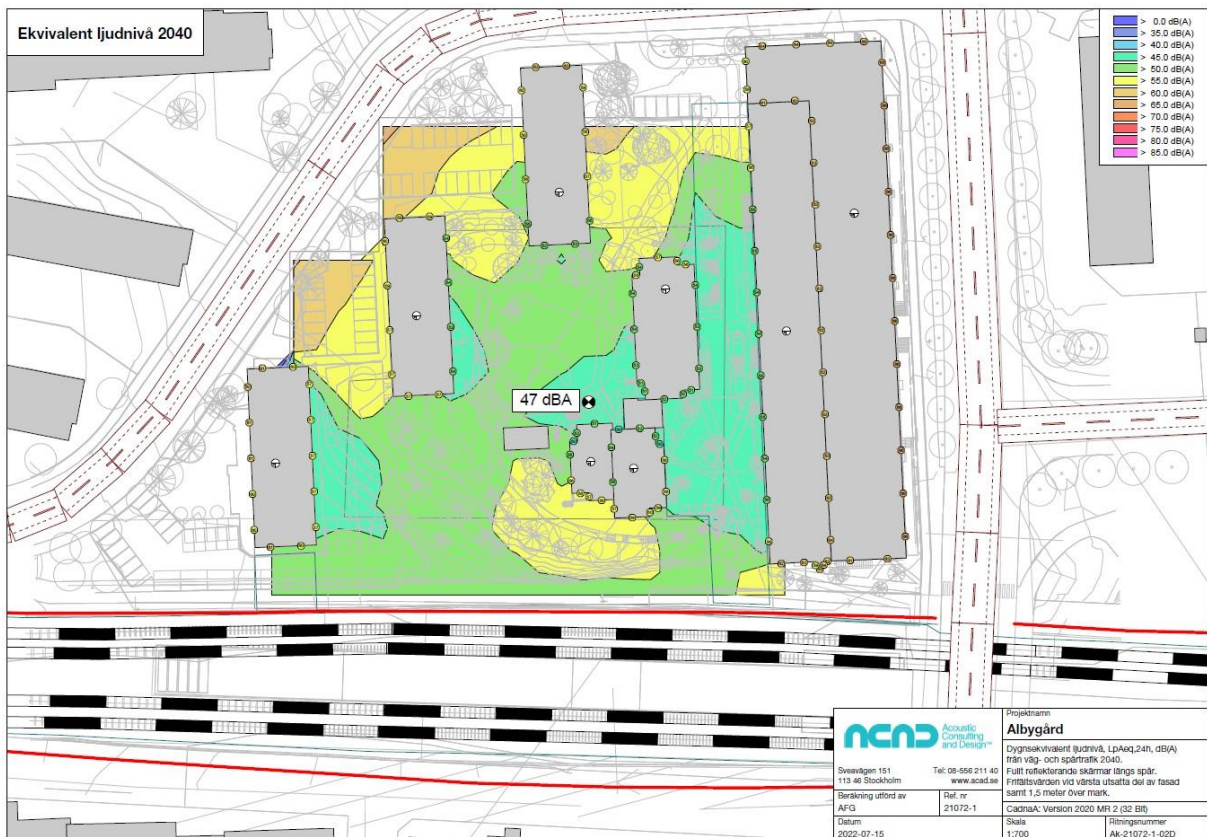 Ekvivalent ljudnivå 2040
> 0.0 dB(A)
> 35.0 dB(A)
> 40.0 dB(A)
> 45.0 dB(A)
> 50.0 dB(A)
> 55.0 dB(A)
> 60.0 dB(A)
> 65.0 dB(A)
> 70.0 dB(A)
> 75.0 dB(A)
> 80.0 dB(A)
> 85.0 dB(A)
47 dBA
ACAD Acoustic
Consulting
and Design™
Sveavägen 151 Tel: 08-556 211 40
113 46 Stockholm www.acad.se
Projektnamn
Albygård
Dygnsekvivalent ljudnivå, LpAeq,24h, dB(A)
från väg- och spårtrafik 2040.
Fullt reflekterande skärmar längs spår.
Frifältsvärden vid värsta utsatta del av fasad
samt 1,5 meter över mark.
Beräkning utförd av Ref. nr
AFG 21072-1
CadnaA: Version 2020 MR 2 (32 Bit)
Datum Skala Ritningsnummer
2022-07-15 1:700 Ak-21072-1-02D